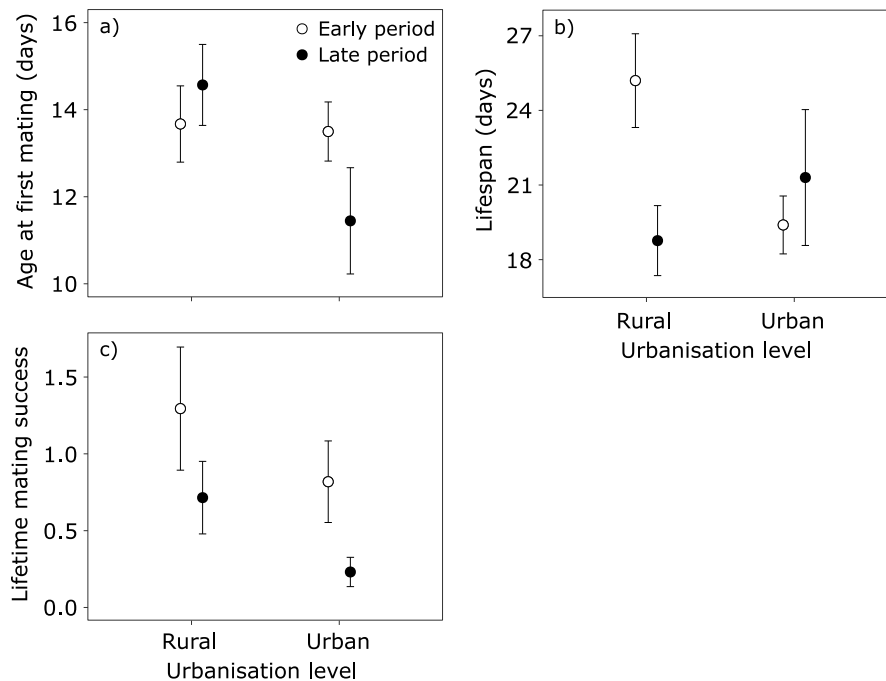 a)
Early period
Late period
Age at first mating (days)
16
14
12
10
b)
Lifespan (days)
27
24
21
18
Rural Urban
Urbanisation level
c)
Lifetime mating success
1.5
1.0
0.5
0.0
Rural Urban
Urbanisation level